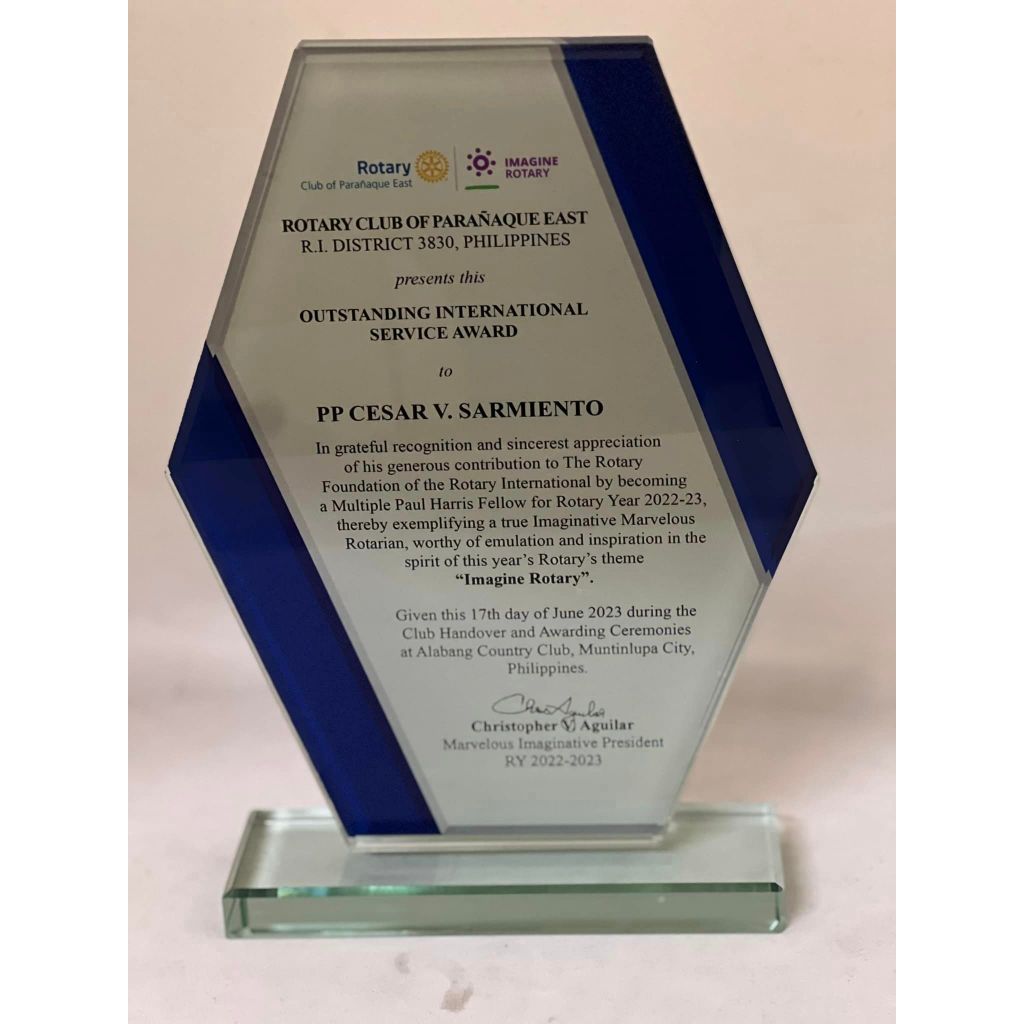 Rotary
Club of Parañaque East
IMAGINE
ROTARY
ROTARY CLUB OF PARAÑAQUE EAST
R.I. DISTRICT 3830, PHILIPPINES
presents this
OUTSTANDING INTERNATIONAL
SERVICE AWARD
to
PP CESAR V. SARMIENTO
In grateful recognition and sincerest appreciation
of his generous contribution to The Rotary
Foundation of the Rotary International by becoming
a Multiple Paul Harris Fellow for Rotary Year 2022-23,
thereby exemplifying a true Imaginative Marvelous
Rotarian, worthy of emulation and inspiration in the
spirit of this year's Rotary's theme
“Imagine Rotary”.
Given this 17th day of June 2023 during the
Club Handover and Awarding Ceremonies
at Alabang Country Club, Muntinlupa City,
Philippines.
Christopher V. Aguilar
Marvelous Imaginative President
RY 2022-2023